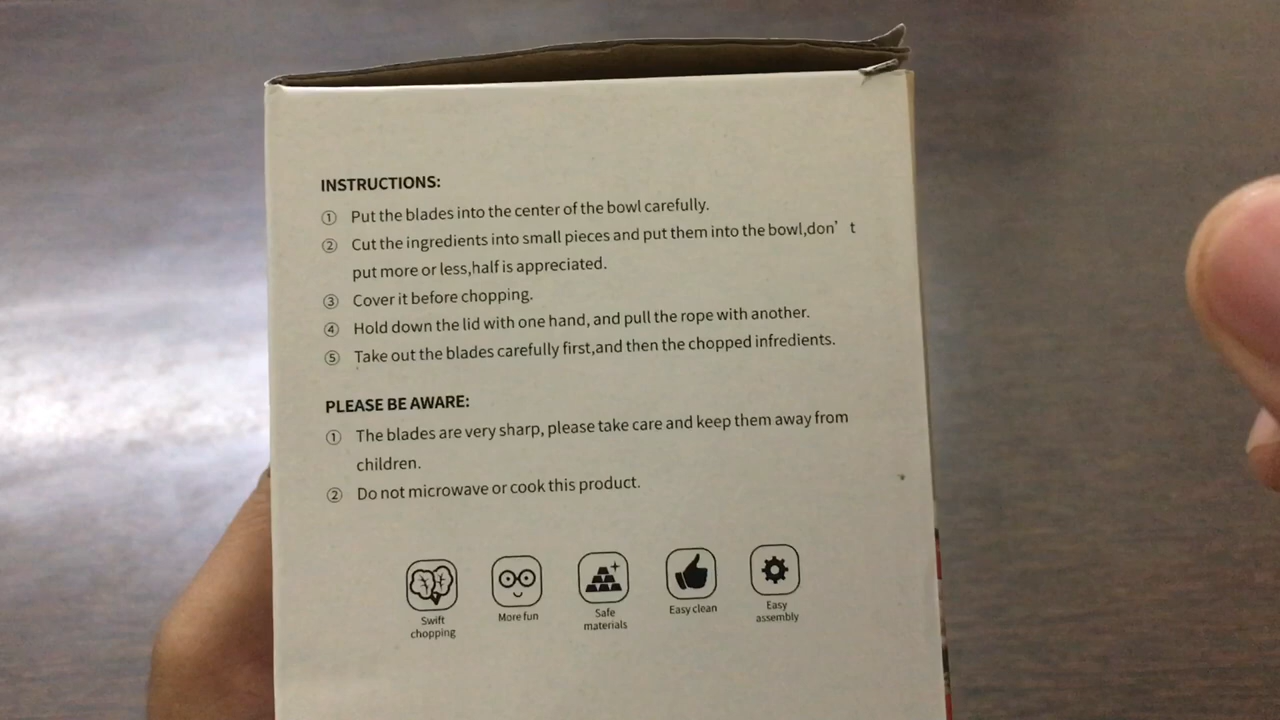 INSTRUCTIONS:
① Put the blades into the center of the bowl carefully.
② Cut the ingredients into small pieces and put them into the bowl,don't
put more or less,half is appreciated.
③ Cover it before chopping.
④ Hold down the lid with one hand, and pull the rope with another.
⑤ Take out the blades carefully first,and then the chopped infredients.
PLEASE BE AWARE:
① The blades are very sharp, please take care and keep them away from
children.
② Do not microwave or cook this product.
Swift
chopping
More fun
Safe
materials
Easy clean
Easy
assembly